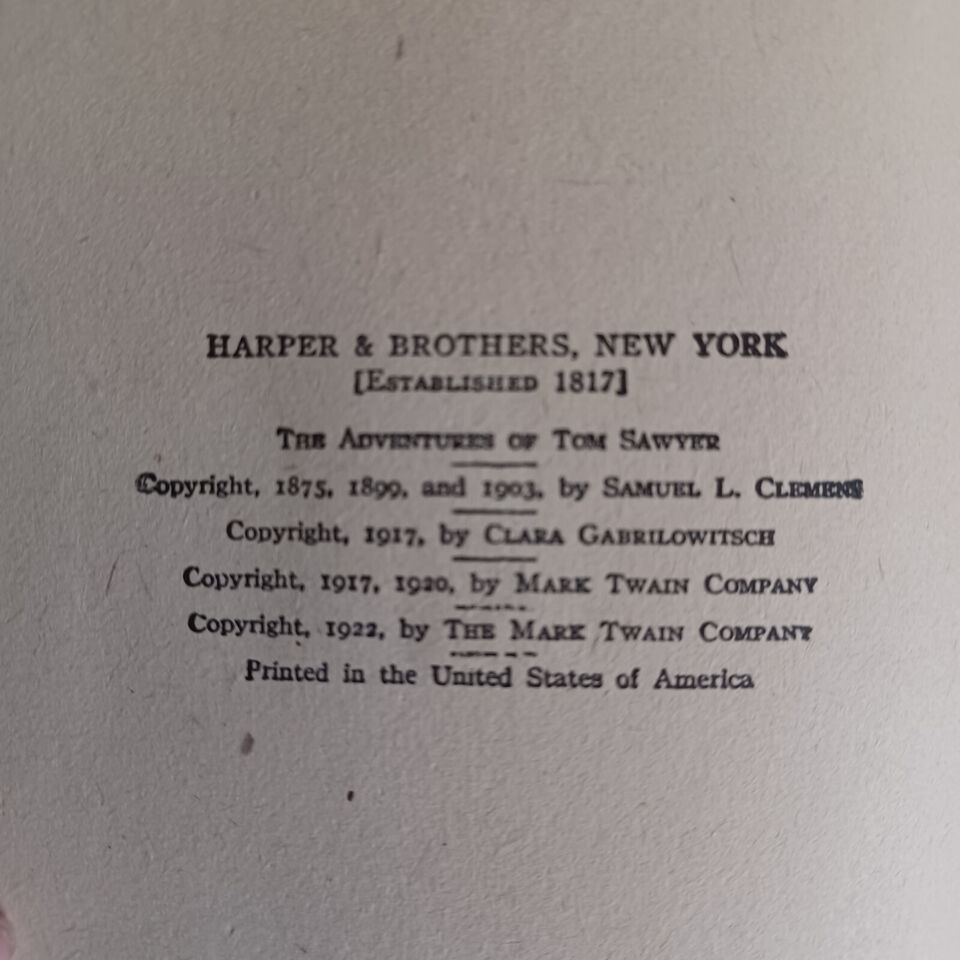 HARPER & BROTHERS, NEW YORK
[ESTABLISHED 1817]
THE ADVENTURES OF TOM SAWYER
Copyright, 1875, 1899, and 1903, by SAMUEL L. CLEMENS
Copyright, 1917, by CLARA GABRILOWITSCH
Copyright, 1917, 1920, by MARK TWAIN COMPANY
Copyright, 1922, by THE MARK TWAIN COMPANY
Printed in the United States of America